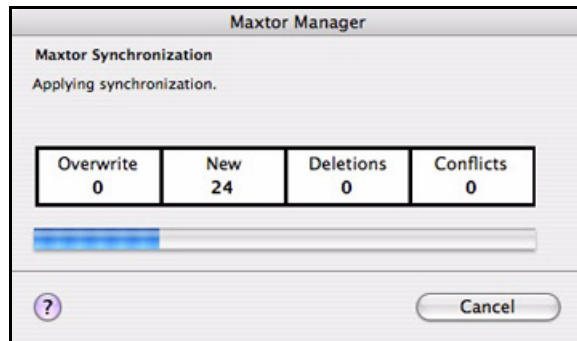 Maxtor Manager
Maxtor Synchronization
Applying synchronization.
Overwrite New Deletions Conflicts
0 24 0 0
? Cancel